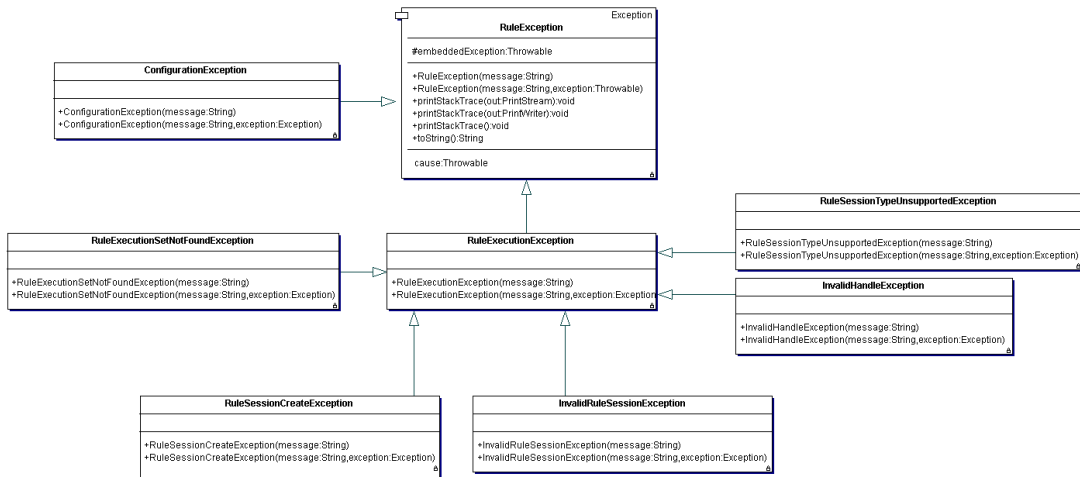 Exception
RuleException
#embeddedException:Throwable
+RuleException(message:String)
+RuleException(message:String,exception:Throwable)
+printStackTrace(out:PrintStream):void
+printStackTrace(out:PrintWriter):void
+printStackTrace():void
+toString():String
cause:Throwable
ConfigurationException
+ConfigurationException(message:String)
+ConfigurationException(message:String,exception:Exception)
RuleExecutionSetNotFoundException
+RuleExecutionSetNotFoundException(message:String)
+RuleExecutionSetNotFoundException(message:String,exception:Exception)
RuleExecutionException
+RuleExecutionException(message:String)
+RuleExecutionException(message:String,exception:Exception
RuleSessionTypeUnsupportedException
+RuleSessionTypeUnsupportedException(message:String)
+RuleSessionTypeUnsupportedException(message:String,exception:Exception)
InvalidHandleException
+InvalidHandleException(message:String)
+InvalidHandleException(message:String,exception:Exception)
RuleSessionCreateException
+RuleSessionCreateException(message:String)
+RuleSessionCreateException(message:String,exception:Exception)
InvalidRuleSessionException
+InvalidRuleSessionException(message:String)
+InvalidRuleSessionException(message:String,exception:Exception)